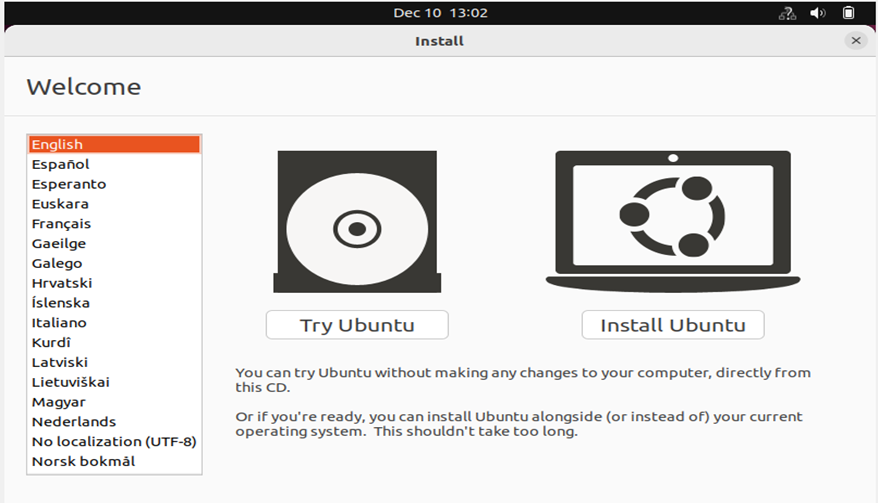 Dec 10 13:02
Install
Welcome
English
Español
Esperanto
Euskara
Français
Gaeilge
Galego
Hrvatski
Íslenska
Italiano
Kurdî
Latviski
Lietuviškai
Magyar
Nederlands
No localization (UTF-8)
Norsk bokmål
Try Ubuntu
Install Ubuntu
You can try Ubuntu without making any changes to your computer, directly from
this CD.
Or if you're ready, you can install Ubuntu alongside (or instead of) your current
operating system. This shouldn't take too long.